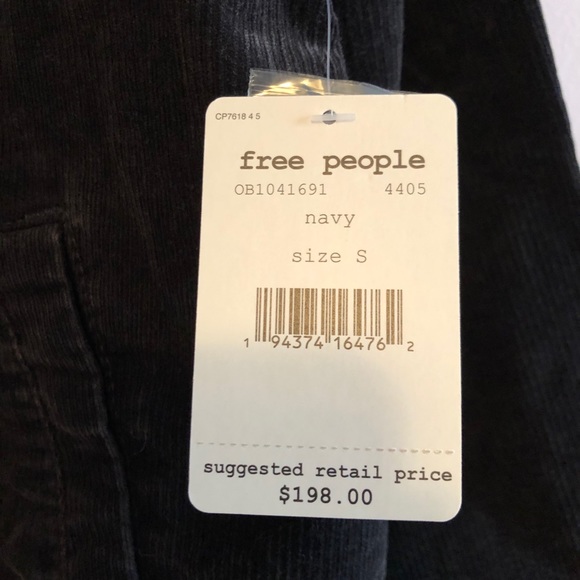 CP7618 4 5
free people
OB1041691 4405
navy
size S
1 94374 16476 2
suggested retail price
$198.00